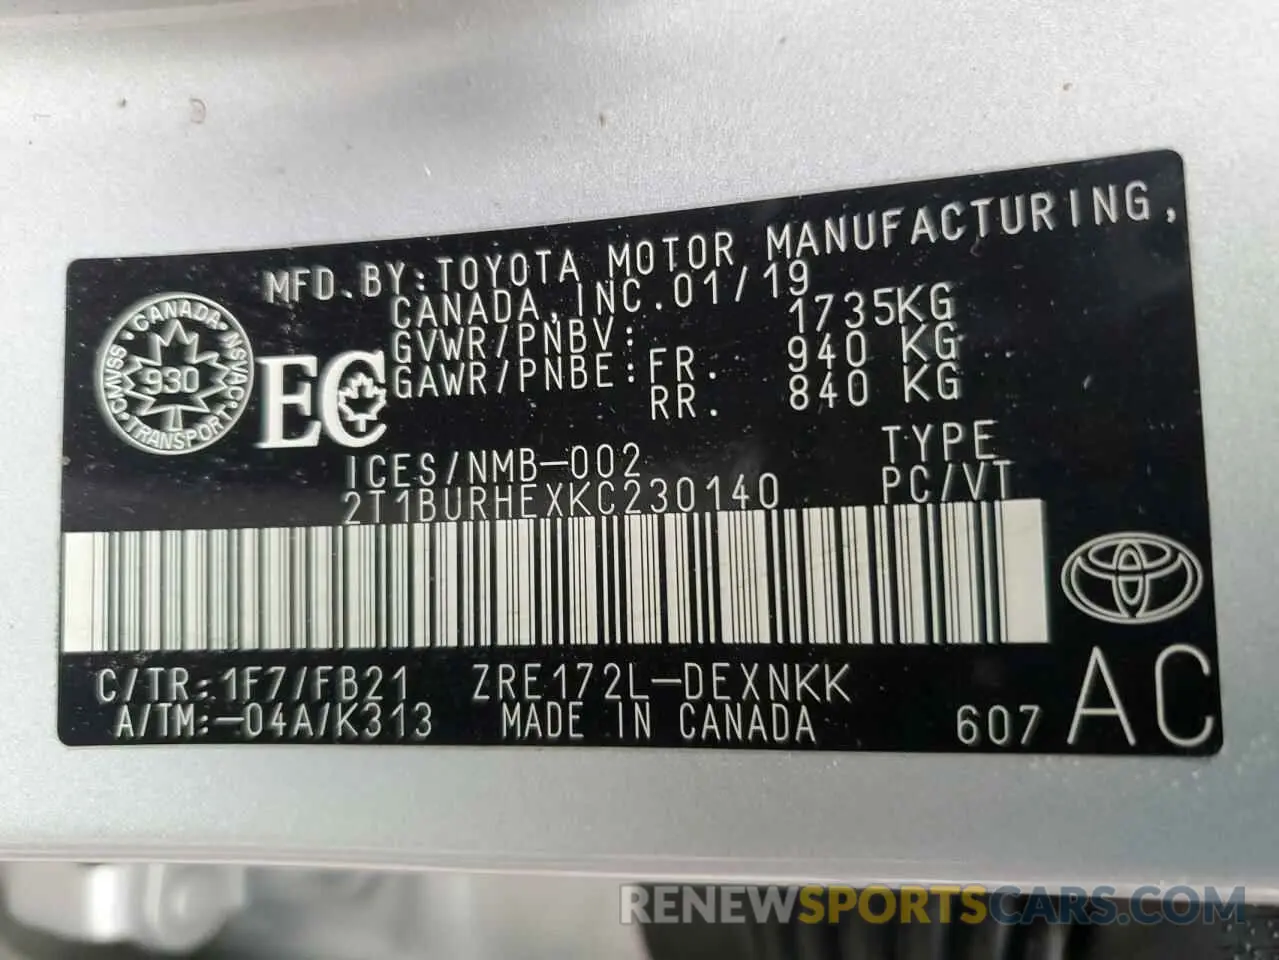 MFD. BY: TOYOTA MOTOR MANUFACTURING,
CANADA, INC. 01/19
GVWR/PNBV: 1735KG
GAWR/PNBE: FR. 940 KG
RR. 840 KG
CANADA
930
TRANSPORT
EC
ICES/NMB-002
TYPE
2T1BURHEXKC230140
PC/VT
C/TR: 1F7/FB21
ZRE172L-DEXNKK
A/TM:-04A/K313
MADE IN CANADA
607
AC
RENEWSPORTSCARS.COM